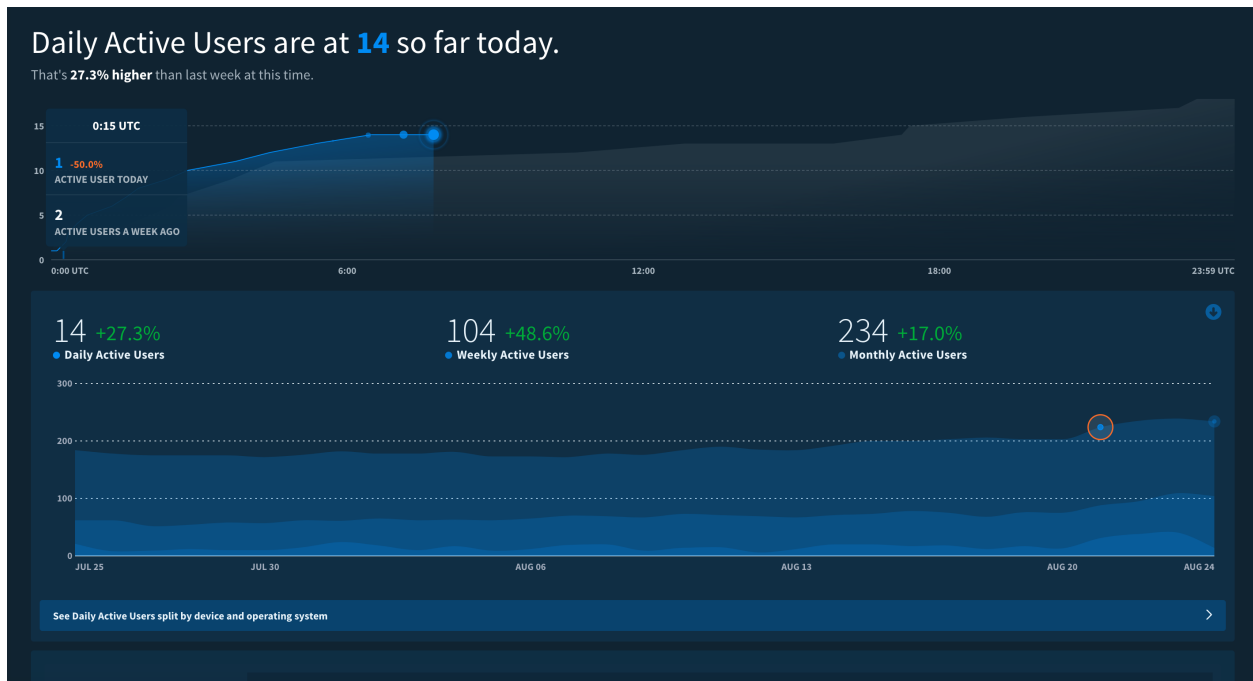 Daily Active Users are at 14 so far today.
That's 27.3% higher than last week at this time.
0:15 UTC
1 -50.0%
ACTIVE USER TODAY
2
ACTIVE USERS A WEEK AGO
15
10
5
0
0:00 UTC 6:00 12:00 18:00 23:59 UTC
14 +27.3%
Daily Active Users
104 +48.6%
Weekly Active Users
234 +17.0%
Monthly Active Users
300
200
100
0
JUL 25 JUL 30 AUG 06 AUG 13 AUG 20 AUG 24
See Daily Active Users split by device and operating system